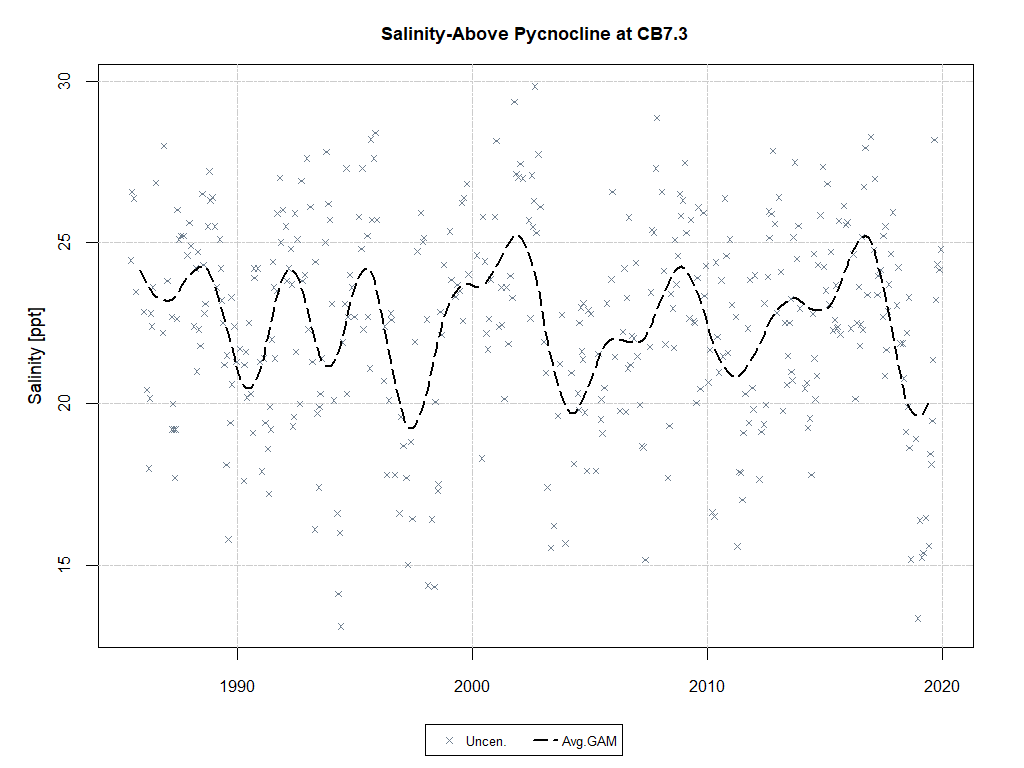 Salinity-Above Pycnocline at CB7.3
30
25
20
15
Salinity [ppt]
1990 2000 2010 2020
Uncen. Avg.GAM